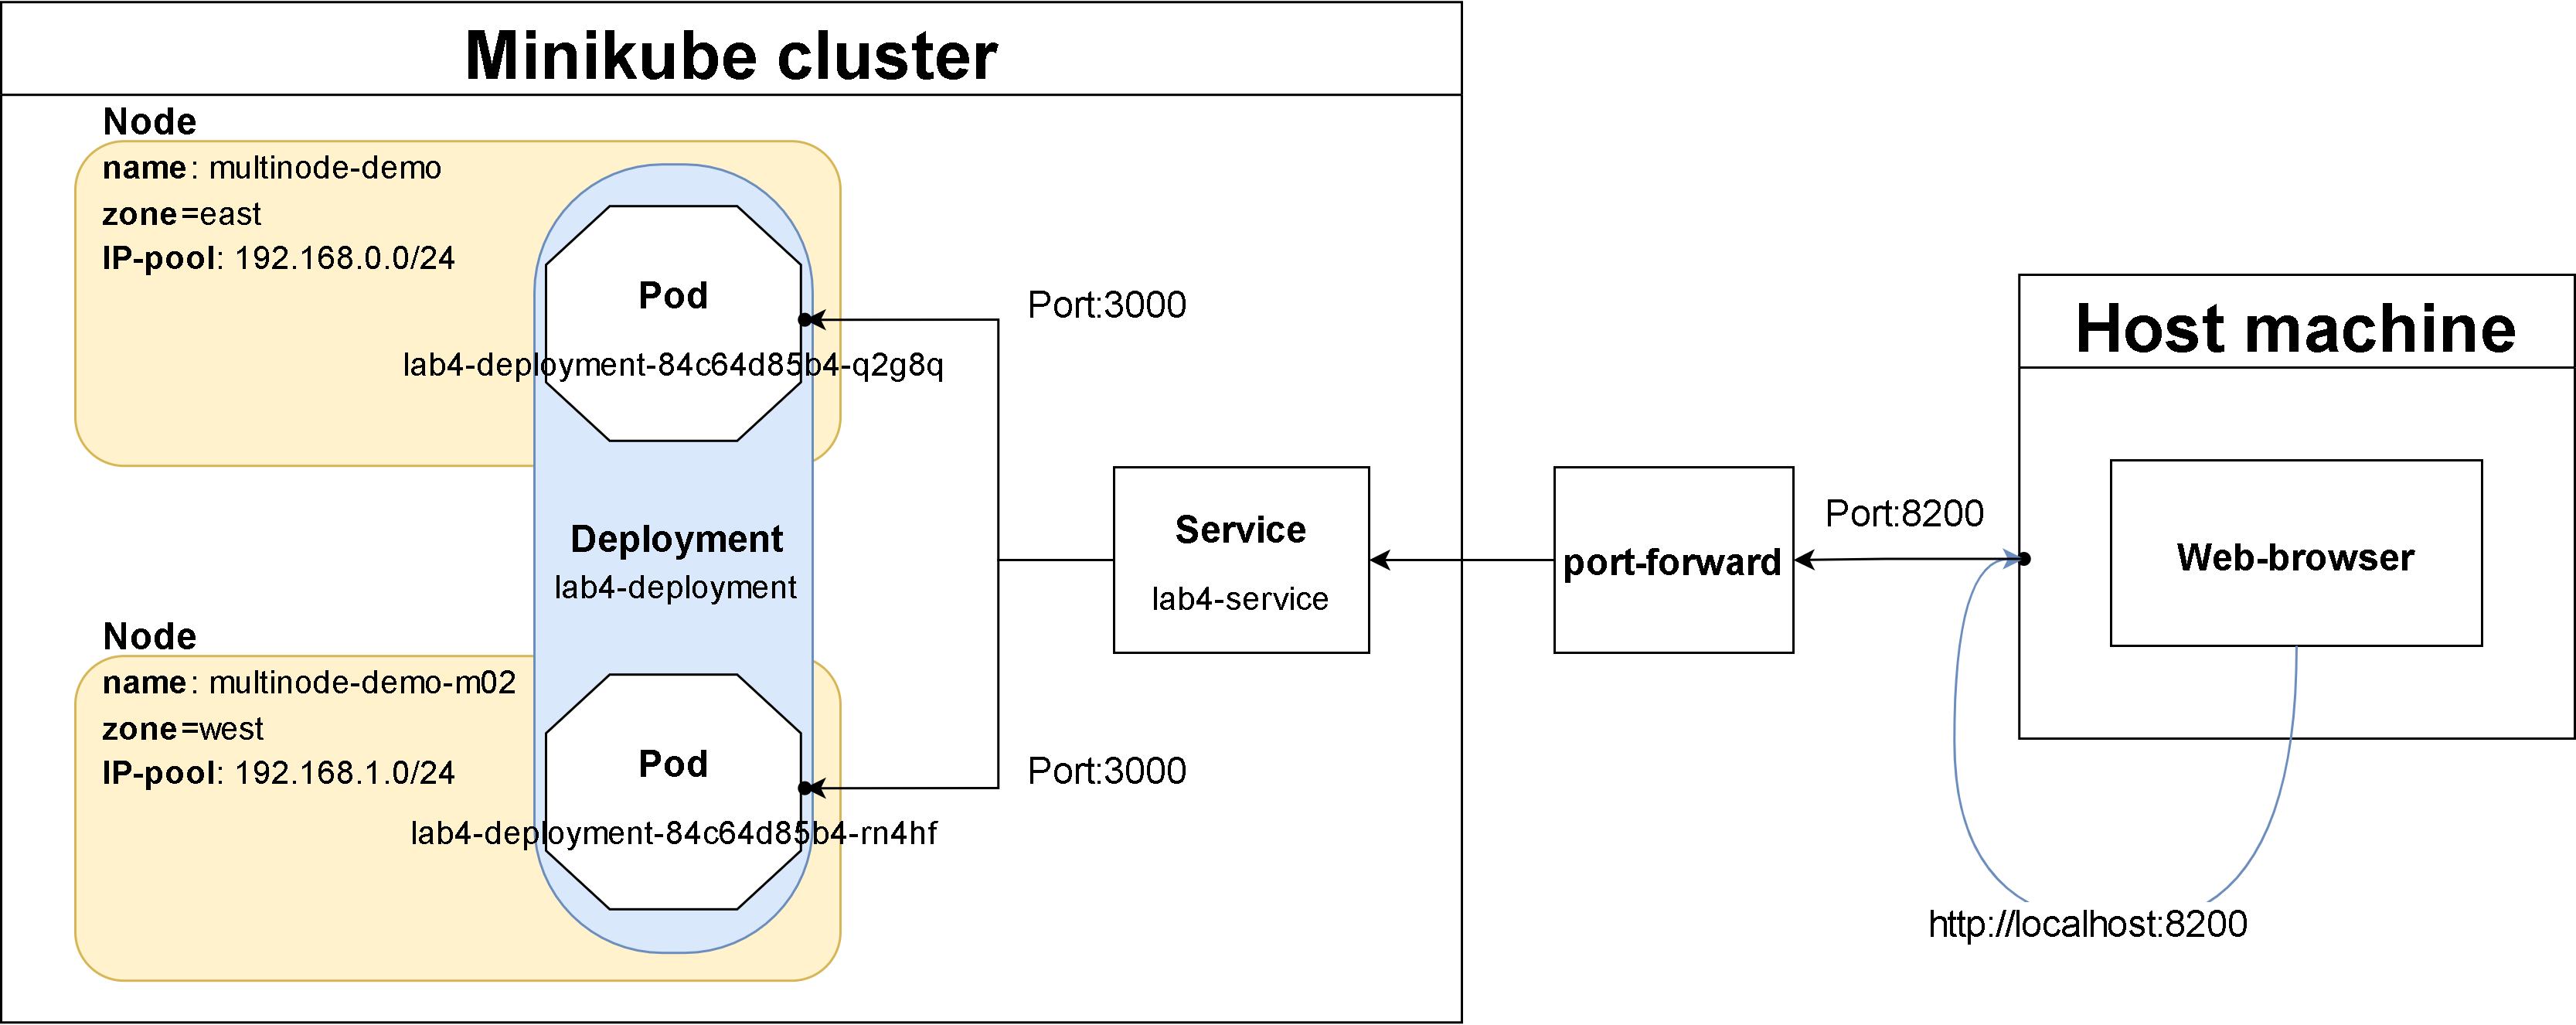 Minikube cluster
Node
name: multinode-demo
zone=east
IP-pool: 192.168.0.0/24
Pod
lab4-deployment-84c64d85b4-q2g8q
Port:3000
Deployment
lab4-deployment
Node
name: multinode-demo-m02
zone=west
IP-pool: 192.168.1.0/24
Pod
lab4-deployment-84c64d85b4-rn4hf
Port:3000
Service
lab4-service
port-forward
Port:8200
Host machine
Web-browser
http://localhost:8200